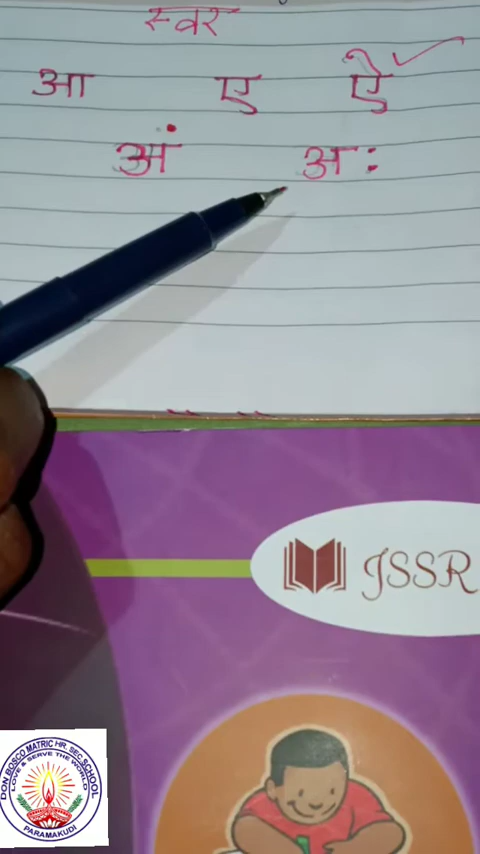 स्वर
आ ए ऐ
अं अः
JSSR
DON BOSCO MATRIC HR. SEC SCHOOL
LOVE & SERVE THE WORLD
PARAMAKUDI